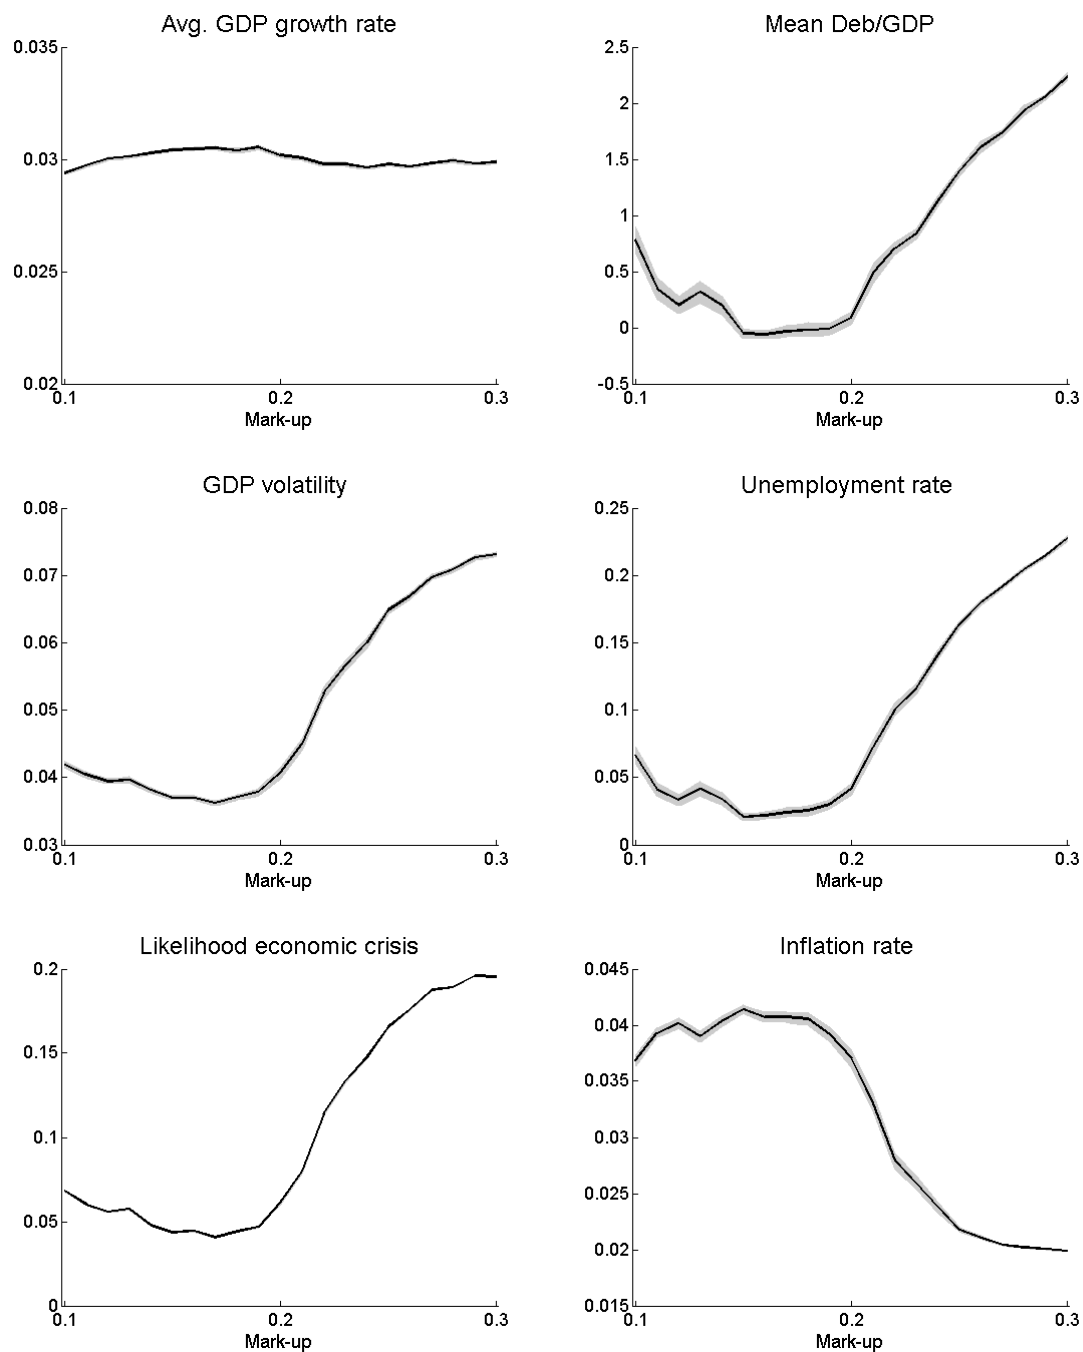 Avg. GDP growth rate
0.035
0.03
0.025
0.02
0.1 0.2 0.3
Mark-up
Mean Deb/GDP
2.5
2
1.5
1
0.5
0
-0.5
0.1 0.2 0.3
Mark-up
GDP volatility
0.08
0.07
0.06
0.05
0.04
0.03
0.1 0.2 0.3
Mark-up
Unemployment rate
0.25
0.2
0.15
0.1
0.05
0
0.1 0.2 0.3
Mark-up
Likelihood economic crisis
0.2
0.15
0.1
0.05
0
0.1 0.2 0.3
Mark-up
Inflation rate
0.045
0.04
0.035
0.03
0.025
0.02
0.015
0.1 0.2 0.3
Mark-up